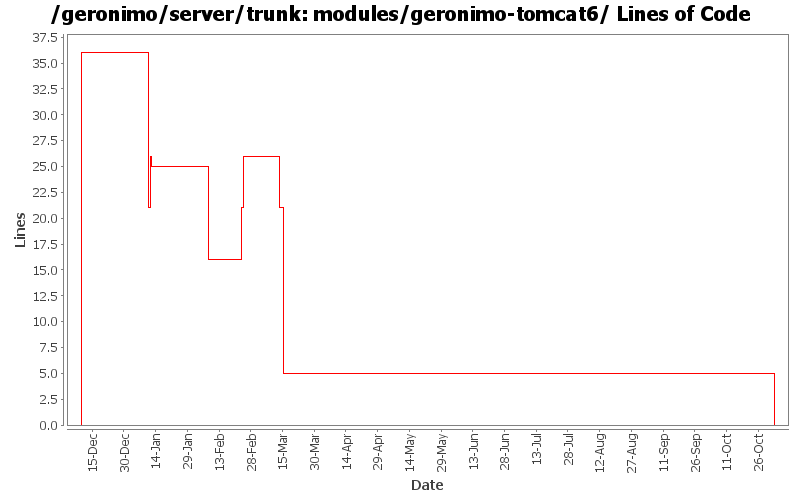 /geronimo/server/trunk: modules/geronimo-tomcat6/ Lines of Code
37.5
35.0
32.5
30.0
27.5
25.0
22.5
20.0
17.5
15.0
12.5
10.0
7.5
5.0
2.5
0.0
Lines
15-Dec
30-Dec
14-Jan
29-Jan
13-Feb
28-Feb
15-Mar
30-Mar
14-Apr
29-Apr
14-May
29-May
13-Jun
28-Jun
13-Jul
28-Jul
12-Aug
27-Aug
11-Sep
26-Sep
11-Oct
26-Oct
Date